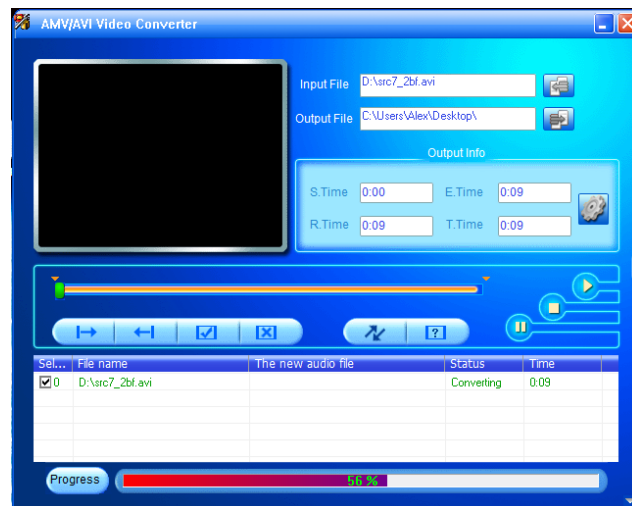 AMV/AVI Video Converter
Input File D:\src7_2bf.avi
Output File C:\Users\Alex\Desktop\
Output Info
S.Time 0:00 E.Time 0:09
R.Time 0:09 T.Time 0:09
Sel... File name The new audio file Status Time
0 D:\src7_2bf.avi Converting 0:09
Progress 56 %